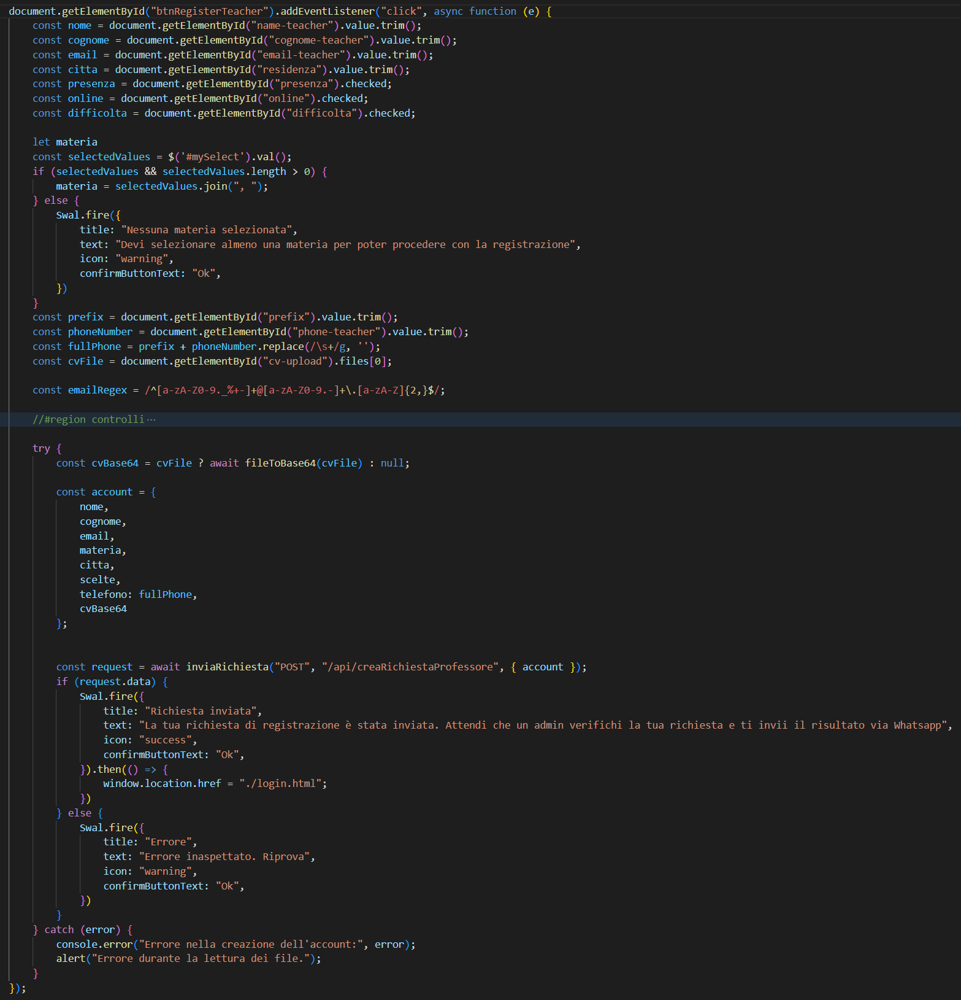 document.getElementById("btnRegisterTeacher").addEventListener("click", async function (e) {
    const nome = document.getElementById("name-teacher").value.trim();
    const cognome = document.getElementById("cognome-teacher").value.trim();
    const email = document.getElementById("email-teacher").value.trim();
    const citta = document.getElementById("residenza").value.trim();
    const presenza = document.getElementById("presenza").checked;
    const online = document.getElementById("online").checked;
    const difficolta = document.getElementById("difficolta").checked;

    let materia
    const selectedValues = $('#mySelect').val();
    if (selectedValues && selectedValues.length > 0) {
        materia = selectedValues.join(", ");
    } else {
        Swal.fire({
            title: "Nessuna materia selezionata",
            text: "Devi selezionare almeno una materia per poter procedere con la registrazione",
            icon: "warning",
            confirmButtonText: "Ok",
        })
    }
    const prefix = document.getElementById("prefix").value.trim();
    const phoneNumber = document.getElementById("phone-teacher").value.trim();
    const fullPhone = prefix + phoneNumber.replace(/\s+/g, '');
    const cvFile = document.getElementById("cv-upload").files[0];

    const emailRegex = /^[a-zA-Z0-9._%+-]+@[a-zA-Z0-9.-]+\.[a-zA-Z]{2,}$/;

    //#region controlli ···

    try {
        const cvBase64 = cvFile ? await fileToBase64(cvFile) : null;

        const account = {
            nome,
            cognome,
            email,
            materia,
            citta,
            scelte,
            telefono: fullPhone,
            cvBase64
        };


        const request = await inviaRichiesta("POST", "/api/creaRichiestaProfessore", { account });
        if (request.data) {
            Swal.fire({
                title: "Richiesta inviata",
                text: "La tua richiesta di registrazione è stata inviata. Attendi che un admin verifichi la tua richiesta e ti invii il risultato via Whatsapp",
                icon: "success",
                confirmButtonText: "Ok",
            }).then(() => {
                window.location.href = "./login.html";
            })
        } else {
            Swal.fire({
                title: "Errore",
                text: "Errore inaspettato. Riprova",
                icon: "warning",
                confirmButtonText: "Ok",
            })
        }
    } catch (error) {
        console.error("Errore nella creazione dell'account:", error);
        alert("Errore durante la lettura dei file.");
    }
});